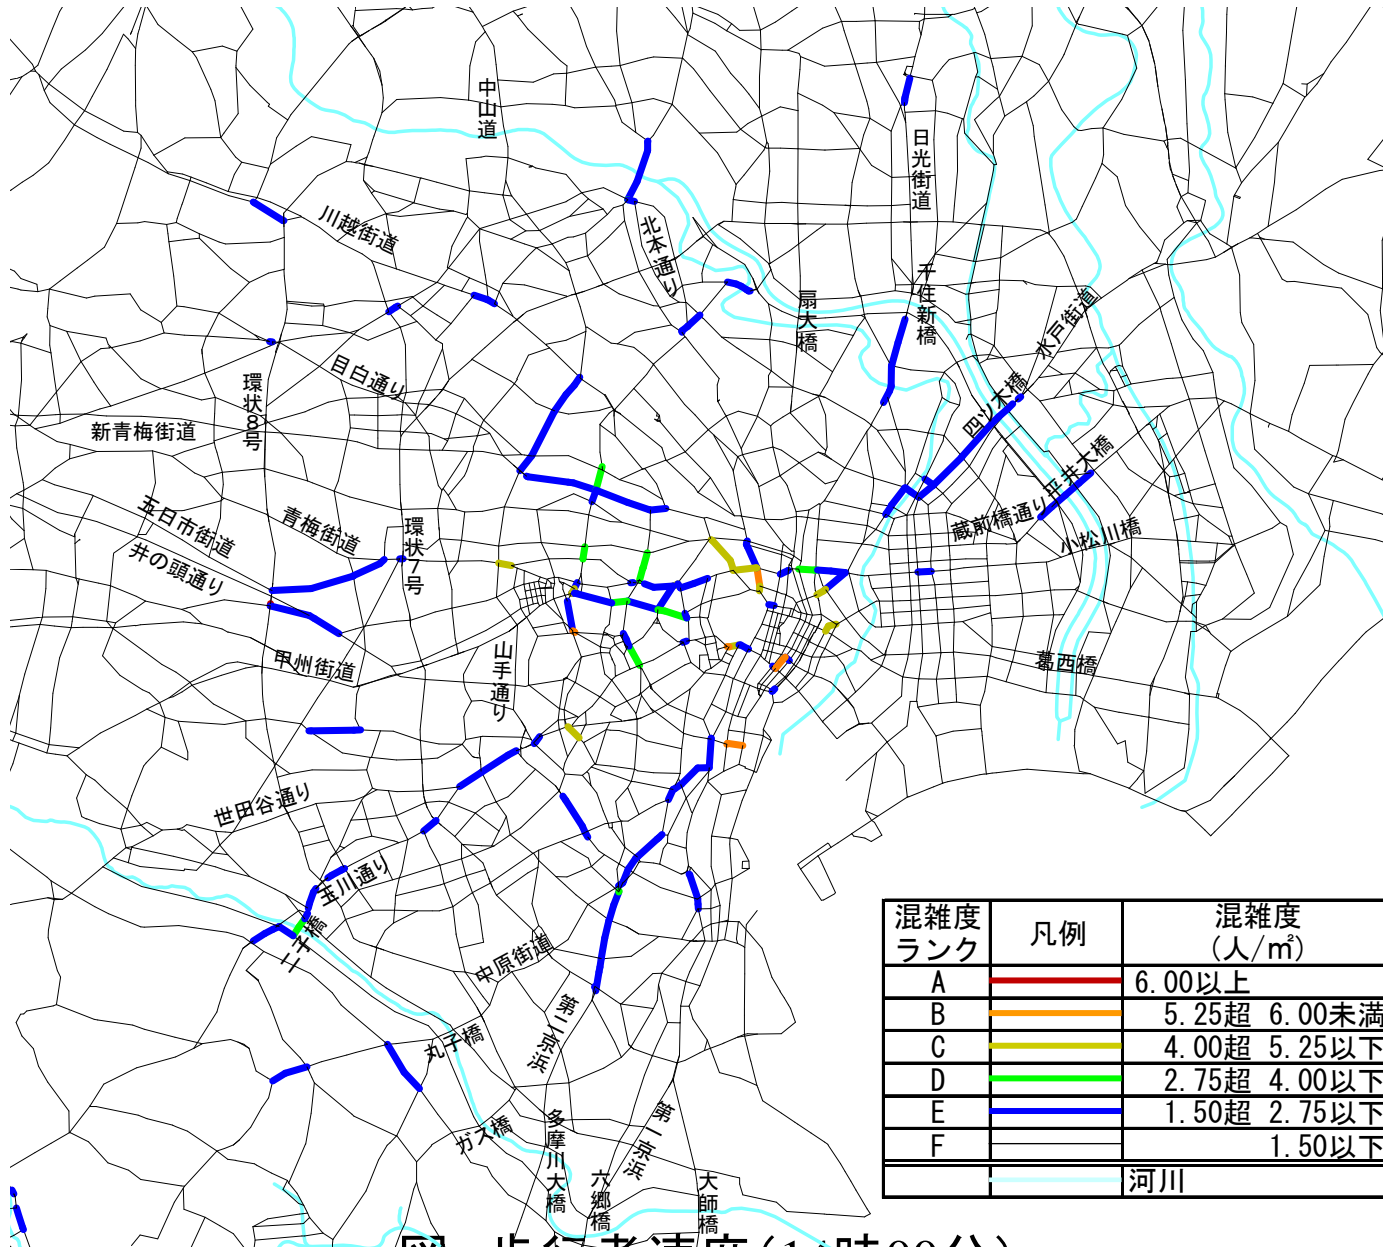 中山道
日光街道
川越街道
北本通り
千住新橋
扇大橋
水戸街道
目白通り
環状8号
新青梅街道
四ツ木橋
平井大橋
五日市街道
青梅街道
環状7号
蔵前橋通り
小松川橋
井の頭通り
甲州街道
山手通り
葛西橋
世田谷通り
玉川通り
二子橋
中原街道
第二京浜
丸子橋
ガス橋
多摩川大橋
第一京浜
六郷橋
大師橋
混雑度ランク 凡例 混雑度(人/㎡)
A 6.00以上
B 5.25超 6.00未満
C 4.00超 5.25以下
D 2.75超 4.00以下
E 1.50超 2.75以下
F 1.50以下
河川